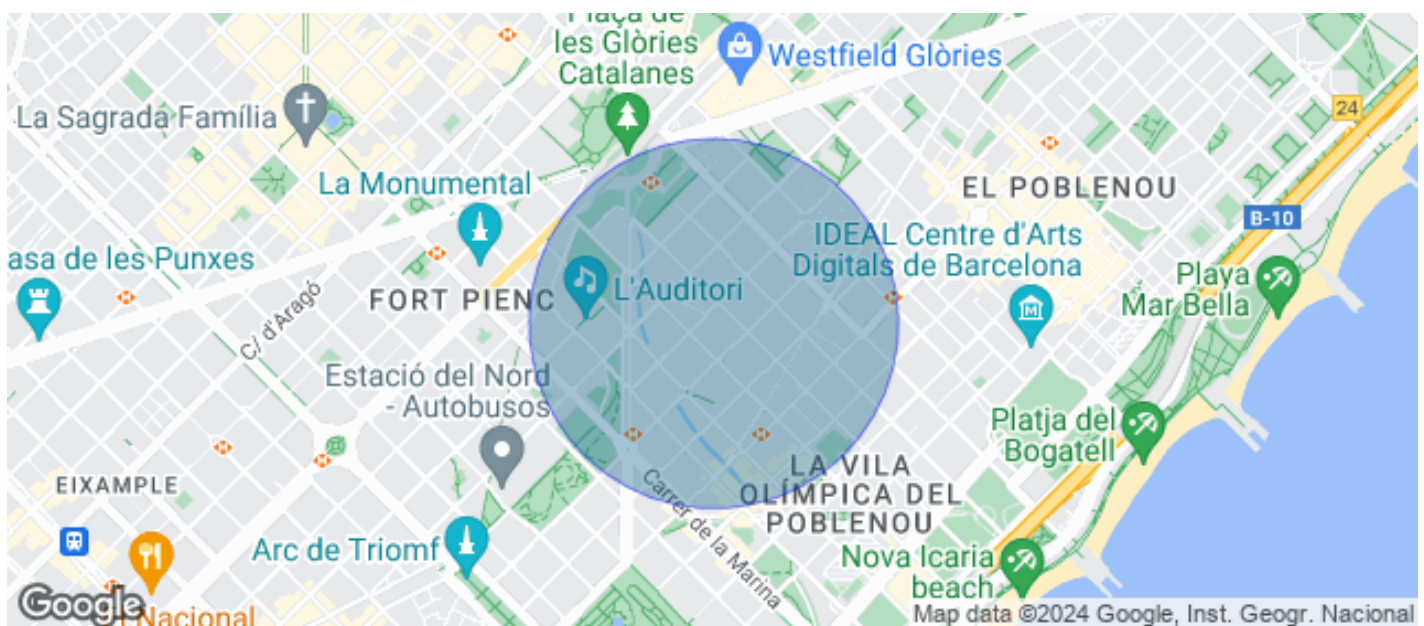 Plaça de
les Glòries
Catalanes
Westfield Glòries
La Sagrada Família
24
La Monumental
EL POBLENOU
B-10
IDEAL Centre d'Arts
Digitals de Barcelona
asa de les Punxes
Playa
Mar Bella
L'Auditori
FORT PIENC
C/ d'Aragó
Estació del Nord
- Autobusos
Platja del
Bogatell
LA VILA
OLÍMPICA DEL
POBLENOU
EIXAMPLE
Carrer de la Marina
Arc de Triomf
Nova Icaria
beach
Google
Nacional
Map data ©2024 Google, Inst. Geogr. Nacional